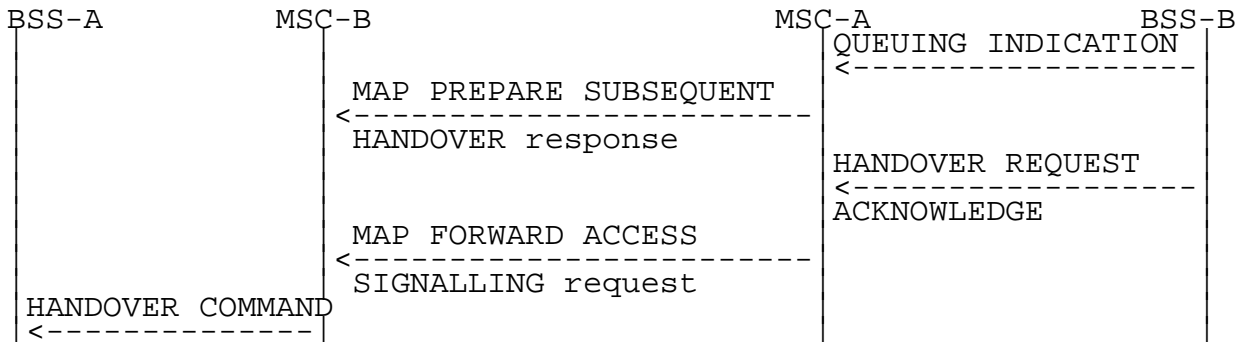 BSS-A MSC-B MSC-A BSS-B
QUEUING INDICATION
MAP PREPARE SUBSEQUENT
HANDOVER response
HANDOVER REQUEST
ACKNOWLEDGE
MAP FORWARD ACCESS
SIGNALLING request
HANDOVER COMMAND